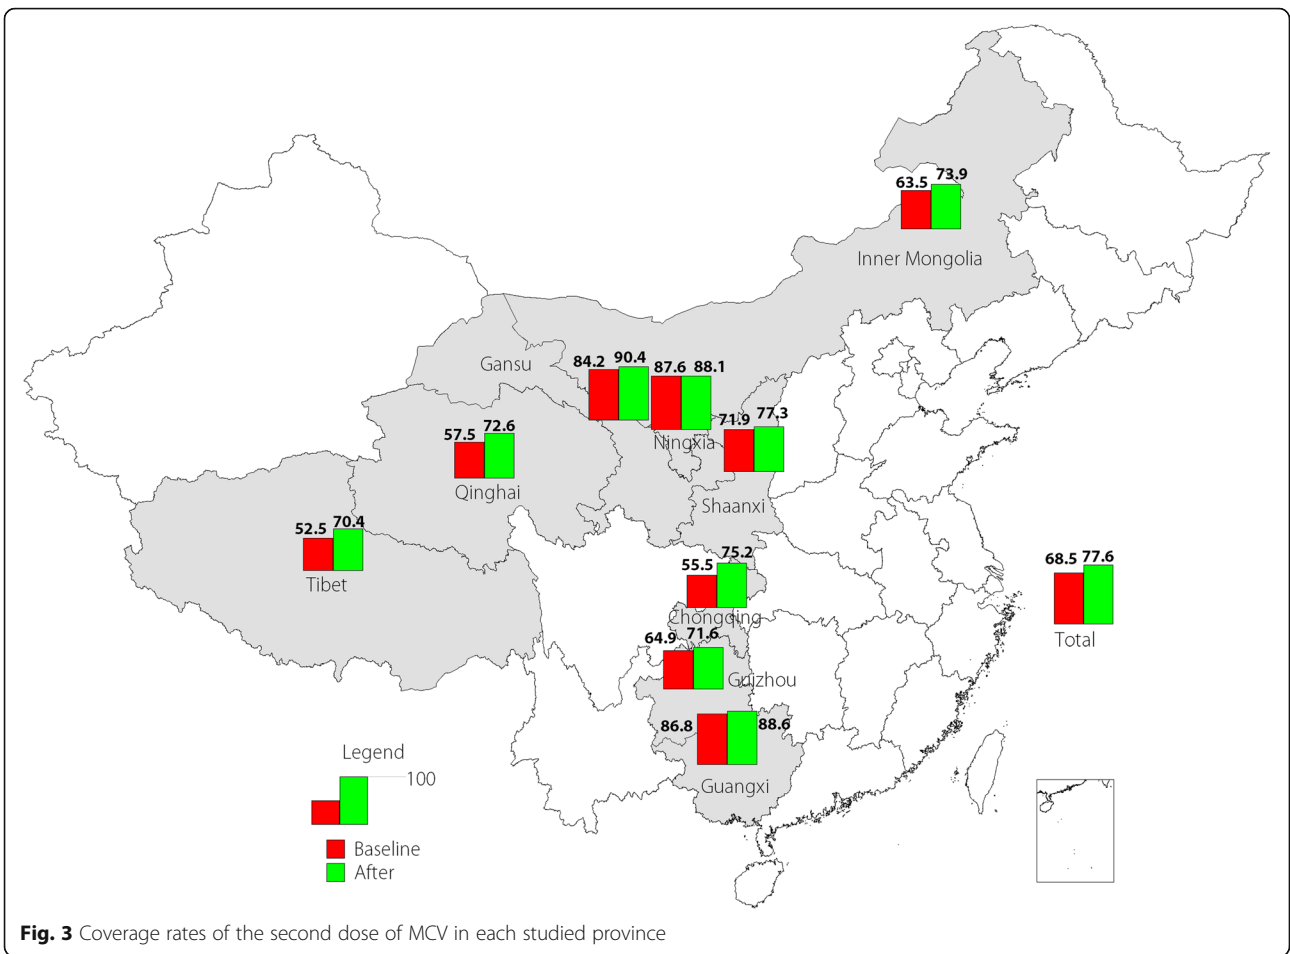 63.5 73.9
Inner Mongolia
Gansu
84.2 90.4
87.6 88.1
Ningxia
71.9 77.3
Shaanxi
57.5 72.6
Qinghai
52.5 70.4
Tibet
55.5 75.2
Chongqing
64.9 71.6
Guizhou
86.8 88.6
Guangxi
68.5 77.6
Total
Legend
100
Baseline
After
Fig. 3 Coverage rates of the second dose of MCV in each studied province